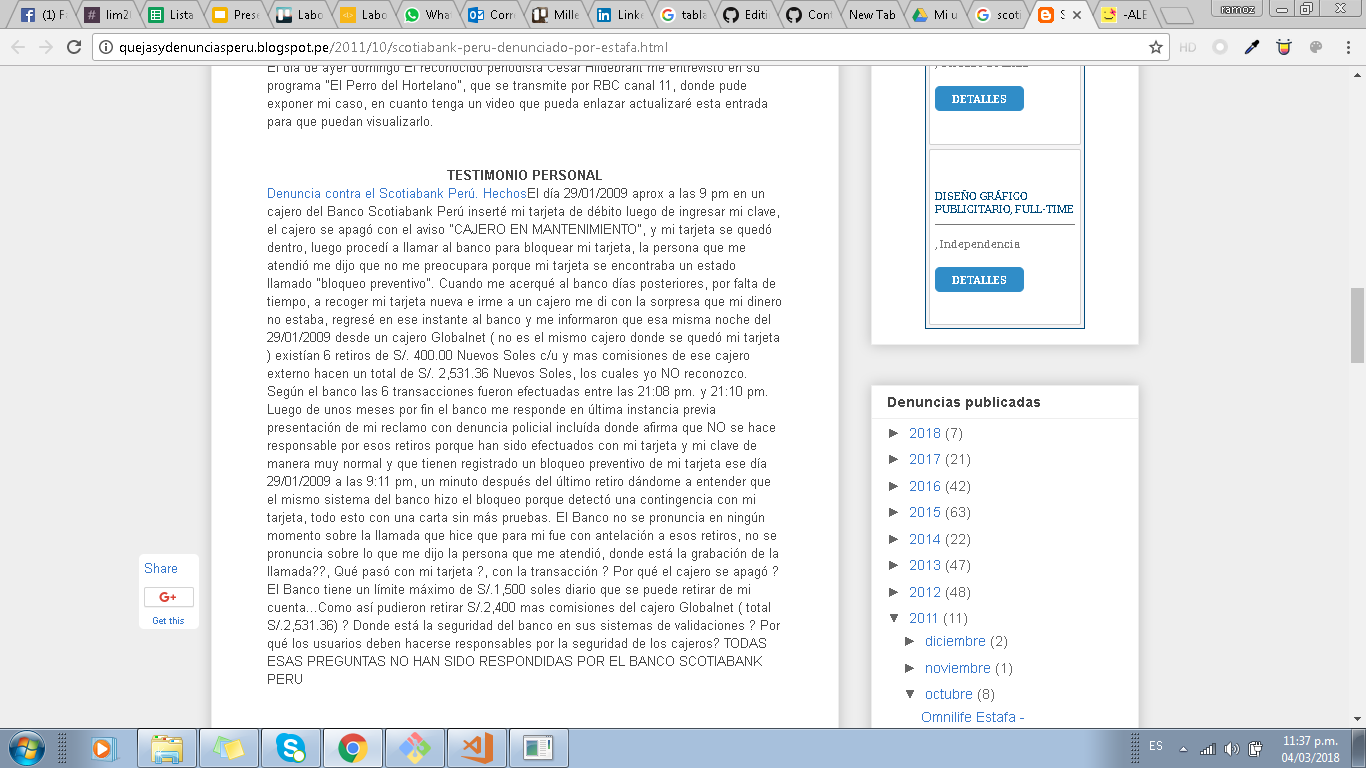 (1) F
lim2
Lista
Pres
Labo
Labo
Wha
Corre
Mille
Linke
tabla
Editi
Cont
New Tab
Mi u
scoti
S
-ALE
ramoz
quejasydenunciasperu.blogspot.pe/2011/10/scotiabank-peru-denunciado-por-estafa.html
HD
El día de ayer domingo El reconocido periodista César Hildebrant me entrevistó en su
programa "El Perro del Hortelano", que se transmite por RBC canal 11, donde pude
exponer mi caso, en cuanto tenga un video que pueda enlazar actualizaré esta entrada
para que puedan visualizarlo.
TESTIMONIO PERSONAL
Denuncia contra el Scotiabank Perú. HechosEl día 29/01/2009 aprox a las 9 pm en un
cajero del Banco Scotiabank Perú inserté mi tarjeta de débito luego de ingresar mi clave,
el cajero se apagó con el aviso "CAJERO EN MANTENIMIENTO", y mi tarjeta se quedó
dentro, luego procedí a llamar al banco para bloquear mi tarjeta, la persona que me
atendió me dijo que no me preocupara porque mi tarjeta se encontraba un estado
llamado "bloqueo preventivo". Cuando me acerqué al banco días posteriores, por falta de
tiempo, a recoger mi tarjeta nueva e irme a un cajero me di con la sorpresa que mi dinero
no estaba, regresé en ese instante al banco y me informaron que esa misma noche del
29/01/2009 desde un cajero Globalnet ( no es el mismo cajero donde se quedó mi tarjeta
) existían 6 retiros de S/. 400.00 Nuevos Soles c/u y mas comisiones de ese cajero
externo hacen un total de S/. 2,531.36 Nuevos Soles, los cuales yo NO reconozco.
Según el banco las 6 transacciones fueron efectuadas entre las 21:08 pm. y 21:10 pm.
Luego de unos meses por fin el banco me responde en última instancia previa
presentación de mi reclamo con denuncia policial incluída donde afirma que NO se hace
responsable por esos retiros porque han sido efectuados con mi tarjeta y mi clave de
manera muy normal y que tienen registrado un bloqueo preventivo de mi tarjeta ese día
29/01/2009 a las 9:11 pm, un minuto después del último retiro dándome a entender que
el mismo sistema del banco hizo el bloqueo porque detectó una contingencia con mi
tarjeta, todo esto con una carta sin más pruebas. El Banco no se pronuncia en ningún
momento sobre la llamada que hice que para mi fue con antelación a esos retiros, no se
pronuncia sobre lo que me dijo la persona que me atendió, donde está la grabación de la
llamada??, Qué pasó con mi tarjeta ?, con la transacción ? Por qué el cajero se apagó ?
El Banco tiene un límite máximo de S/.1,500 soles diario que se puede retirar de mi
cuenta...Como así pudieron retirar S/.2,400 mas comisiones del cajero Globalnet ( total
S/.2,531.36) ? Donde está la seguridad del banco en sus sistemas de validaciones ? Por
qué los usuarios deben hacerse responsables por la seguridad de los cajeros? TODAS
ESAS PREGUNTAS NO HAN SIDO RESPONDIDAS POR EL BANCO SCOTIABANK
PERU
Share
G+
Get this
DETALLES
DISEÑO GRÁFICO
PUBLICITARIO, FULL-TIME
, Independencia
DETALLES
Denuncias publicadas
► 2018 (7)
► 2017 (21)
► 2016 (42)
► 2015 (63)
► 2014 (22)
► 2013 (47)
► 2012 (48)
▼ 2011 (11)
► diciembre (2)
► noviembre (1)
▼ octubre (8)
Omnilife Estafa -
ES
11:37 p.m.
04/03/2018